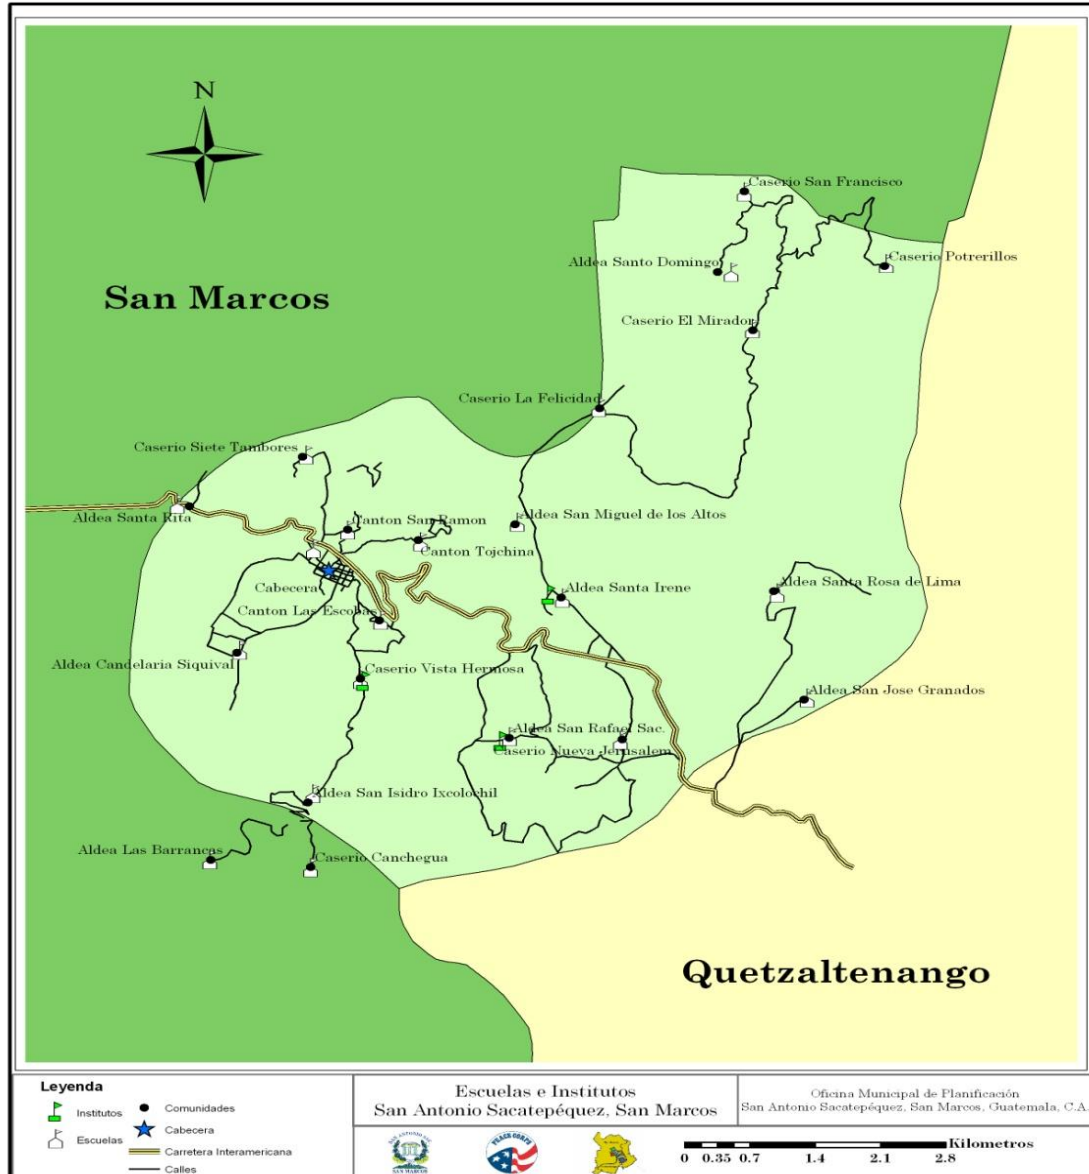 N
Caserio San Francisco
Aldea Santo Domingo
Caserio Potrerillos
San Marcos
Caserio El Mirador
Caserio La Felicidad
Caserio Siete Tambores
Aldea Santa Rita
Canton San Ramon
Aldea San Miguel de los Altos
Canton Tojchina
Cabecera
Aldea Santa Irene
Aldea Santa Rosa de Lima
Canton Las Escobas
Aldea Candelaria Siquival
Caserio Vista Hermosa
Aldea San Jose Granados
Aldea San Rafael Sac.
Caserio Nueva Jerusalem
Aldea San Isidro Ixcolochil
Aldea Las Barrancas
Caserio Canchegua
Quetzaltenango
Leyenda
Institutos
Comunidades
Escuelas
Cabecera
Carretera Interamericana
Calles
Escuelas e Institutos
San Antonio Sacatepéquez, San Marcos
SAN MARCOS
PEACE CORPS
Oficina Municipal de Planificación
San Antonio Sacatepéquez, San Marcos, Guatemala, C.A.
Kilometros
0 0.35 0.7 1.4 2.1 2.8